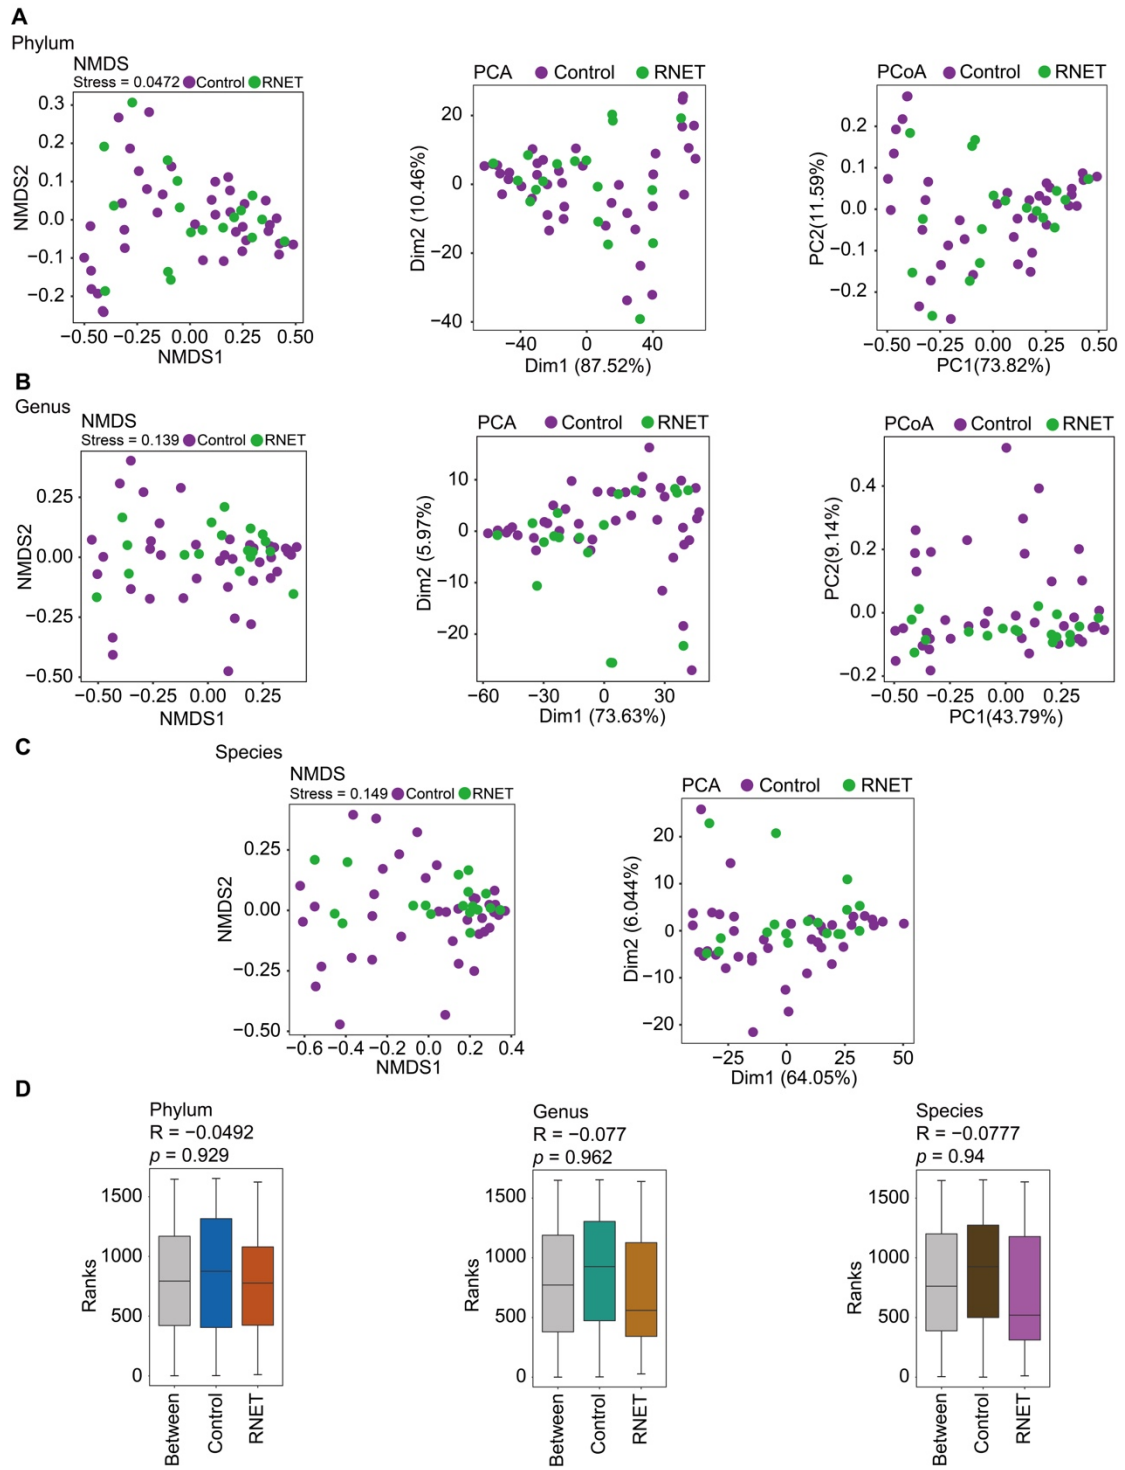 A
Phylum
NMDS
Stress = 0.0472 Control RNET
0.3
0.2
0.1
0.0
−0.1
−0.2
NMDS2
−0.50 −0.25 0.00 0.25 0.50
NMDS1
PCA Control RNET
20
0
−20
−40
Dim2 (10.46%)
−40 0 40
Dim1 (87.52%)
PCoA Control RNET
0.2
0.1
0.0
−0.1
−0.2
PC2(11.59%)
−0.50 −0.25 0.00 0.25 0.50
PC1(73.82%)
B
Genus
NMDS
Stress = 0.139 Control RNET
0.25
0.00
−0.25
−0.50
NMDS2
−0.50 −0.25 0.00 0.25
NMDS1
PCA Control RNET
10
0
−10
−20
Dim2 (5.97%)
−60 −30 0 30
Dim1 (73.63%)
PCoA Control RNET
0.4
0.2
0.0
−0.2
PC2(9.14%)
−0.50 −0.25 0.00 0.25
PC1(43.79%)
C
Species
NMDS
Stress = 0.149 Control RNET
0.25
0.00
−0.25
−0.50
NMDS2
−0.6 −0.4 −0.2 0.0 0.2 0.4
NMDS1
PCA Control RNET
20
10
0
−10
−20
Dim2 (6.044%)
−25 0 25 50
Dim1 (64.05%)
D
Phylum
R = −0.0492
p = 0.929
1500
1000
500
0
Ranks
Between
Control
RNET
Genus
R = −0.077
p = 0.962
1500
1000
500
0
Ranks
Between
Control
RNET
Species
R = −0.0777
p = 0.94
1500
1000
500
0
Ranks
Between
Control
RNET